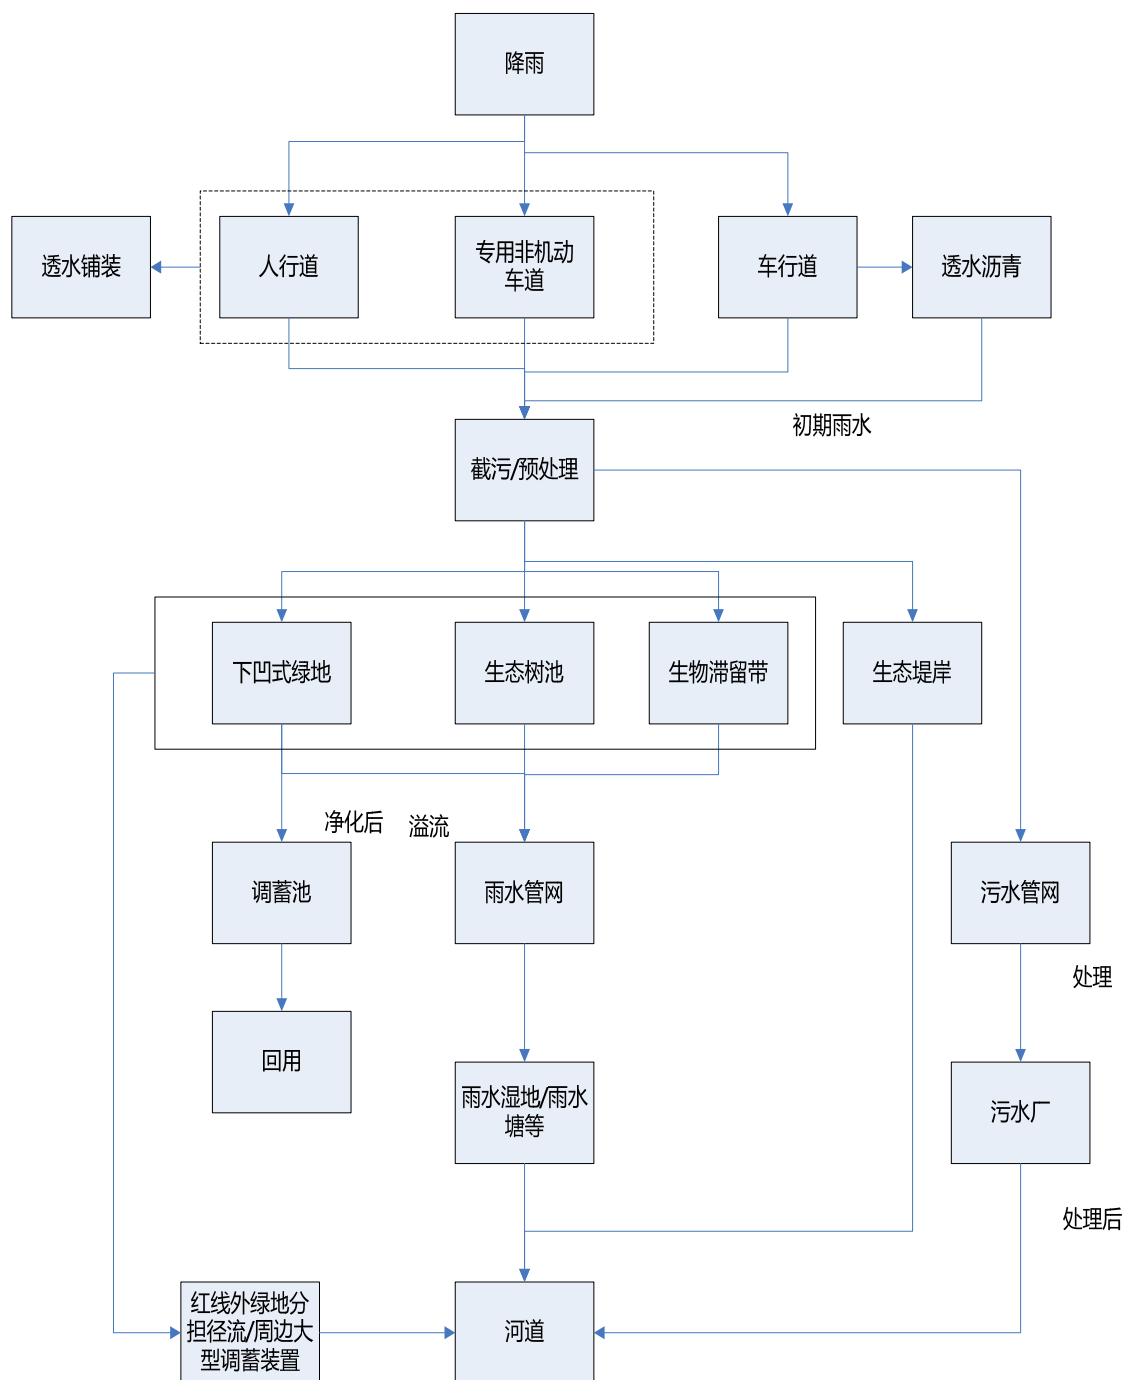 降雨
透水铺装
人行道
专用非机动
车道
车行道
透水沥青
初期雨水
截污/预处理
下凹式绿地
生态树池
生物滞留带
生态堤岸
净化后
溢流
调蓄池
雨水管网
污水管网
处理
回用
雨水湿地/雨水
塘等
污水厂
处理后
红线外绿地分
担径流/周边大
型调蓄装置
河道